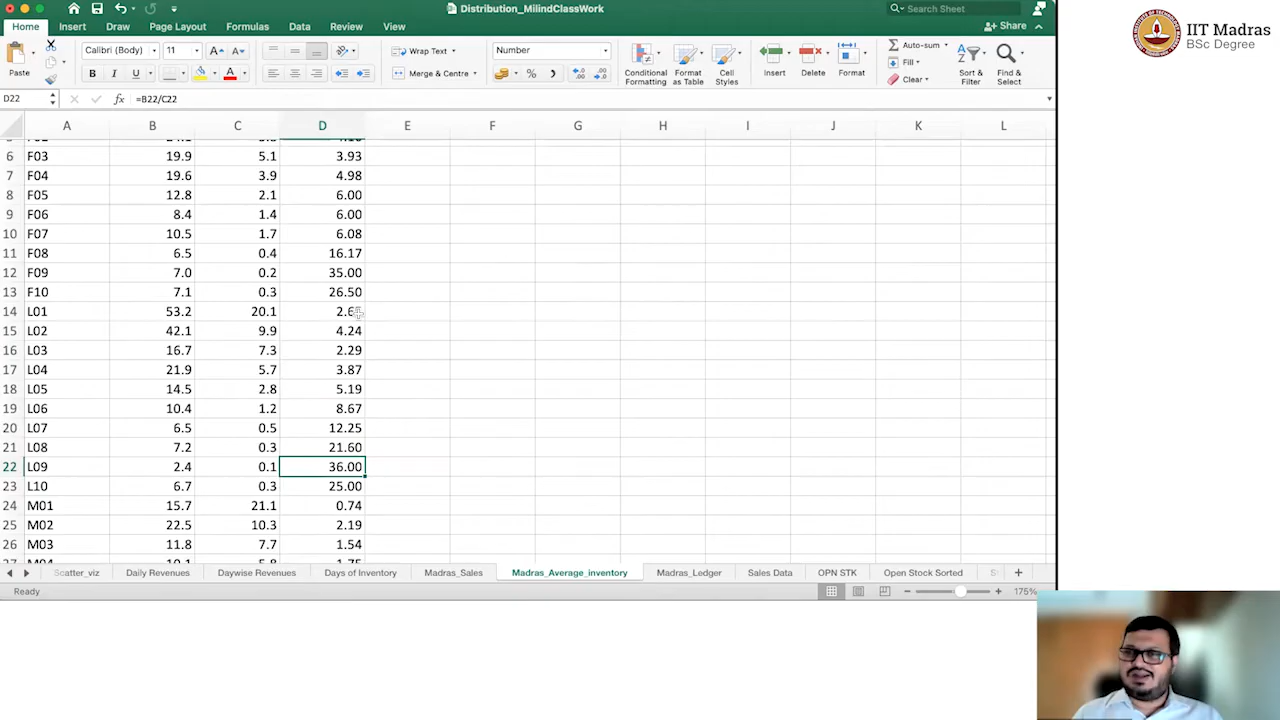 Distribution_MilindClassWork
Search Sheet
Home Insert Draw Page Layout Formulas Data Review View
Share
Paste
Calibri (Body) 11
B I U
Wrap Text
Merge & Centre
Number
Conditional Formatting
Format as Table
Cell Styles
Insert
Delete
Format
Auto-sum
Fill
Clear
Sort & Filter
Find & Select
D22 fx =B22/C22
A B C D E F G H I J K L
6 F03 19.9 5.1 3.93
7 F04 19.6 3.9 4.98
8 F05 12.8 2.1 6.00
9 F06 8.4 1.4 6.00
10 F07 10.5 1.7 6.08
11 F08 6.5 0.4 16.17
12 F09 7.0 0.2 35.00
13 F10 7.1 0.3 26.50
14 L01 53.2 20.1
15 L02 42.1 9.9 4.24
16 L03 16.7 7.3 2.29
17 L04 21.9 5.7 3.87
18 L05 14.5 2.8 5.19
19 L06 10.4 1.2 8.67
20 L07 6.5 0.5 12.25
21 L08 7.2 0.3 21.60
22 L09 2.4 0.1 36.00
23 L10 6.7 0.3 25.00
24 M01 15.7 21.1 0.74
25 M02 22.5 10.3 2.19
26 M03 11.8 7.7 1.54
Scatter_viz Daily Revenues Daywise Revenues Days of Inventory Madras_Sales Madras_Average_inventory Madras_Ledger Sales Data OPN STK Open Stock Sorted
Ready
175%
IIT Madras
BSc Degree